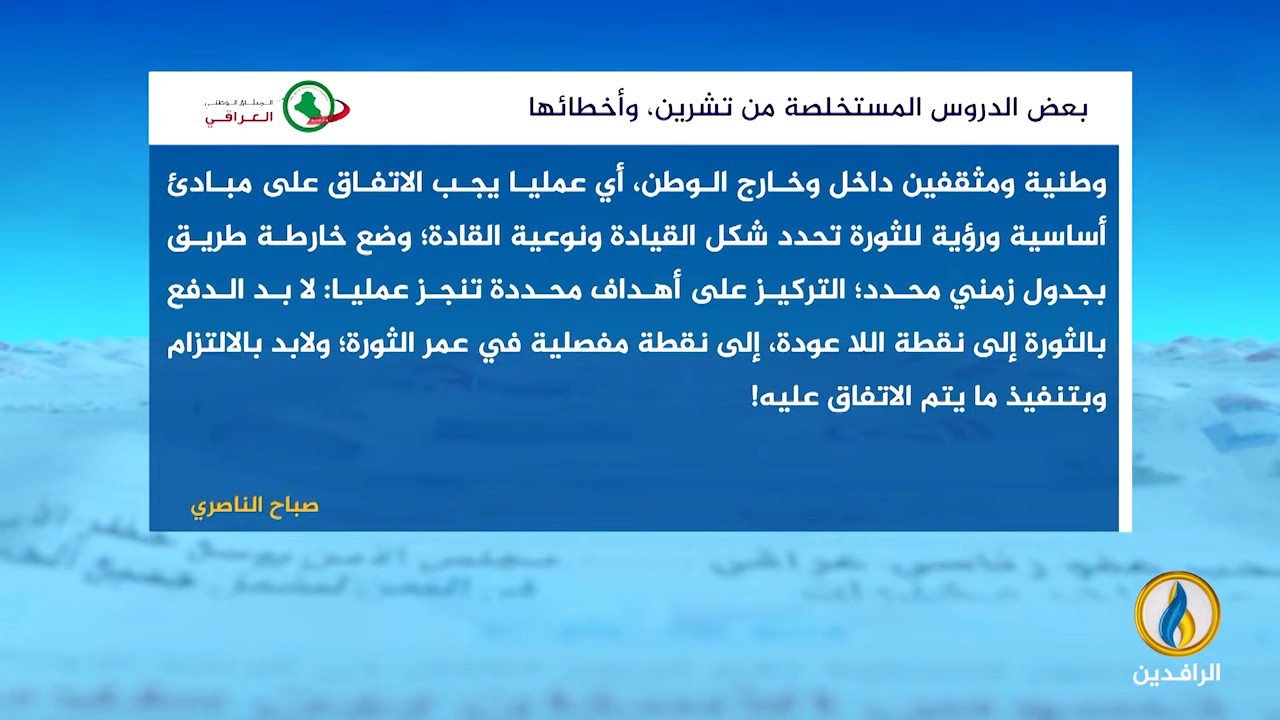 بعض الدروس المستخلصة من تشرين، وأخطائها
الميثاق الوطني
العراقي
وطنية ومثقفين داخل وخارج الوطن، أي عمليا يجب الاتفاق على مبادئ
أساسية ورؤية للثورة تحدد شكل القيادة ونوعية القادة؛ وضع خارطة طريق
بجدول زمني محدد؛ التركيز على أهداف محددة تنجز عمليا: لا بد الدفع
بالثورة إلى نقطة اللا عودة، إلى نقطة مفصلية في عمر الثورة؛ ولابد بالالتزام
وبتنفيذ ما يتم الاتفاق عليه!
صباح الناصري
الرافدين